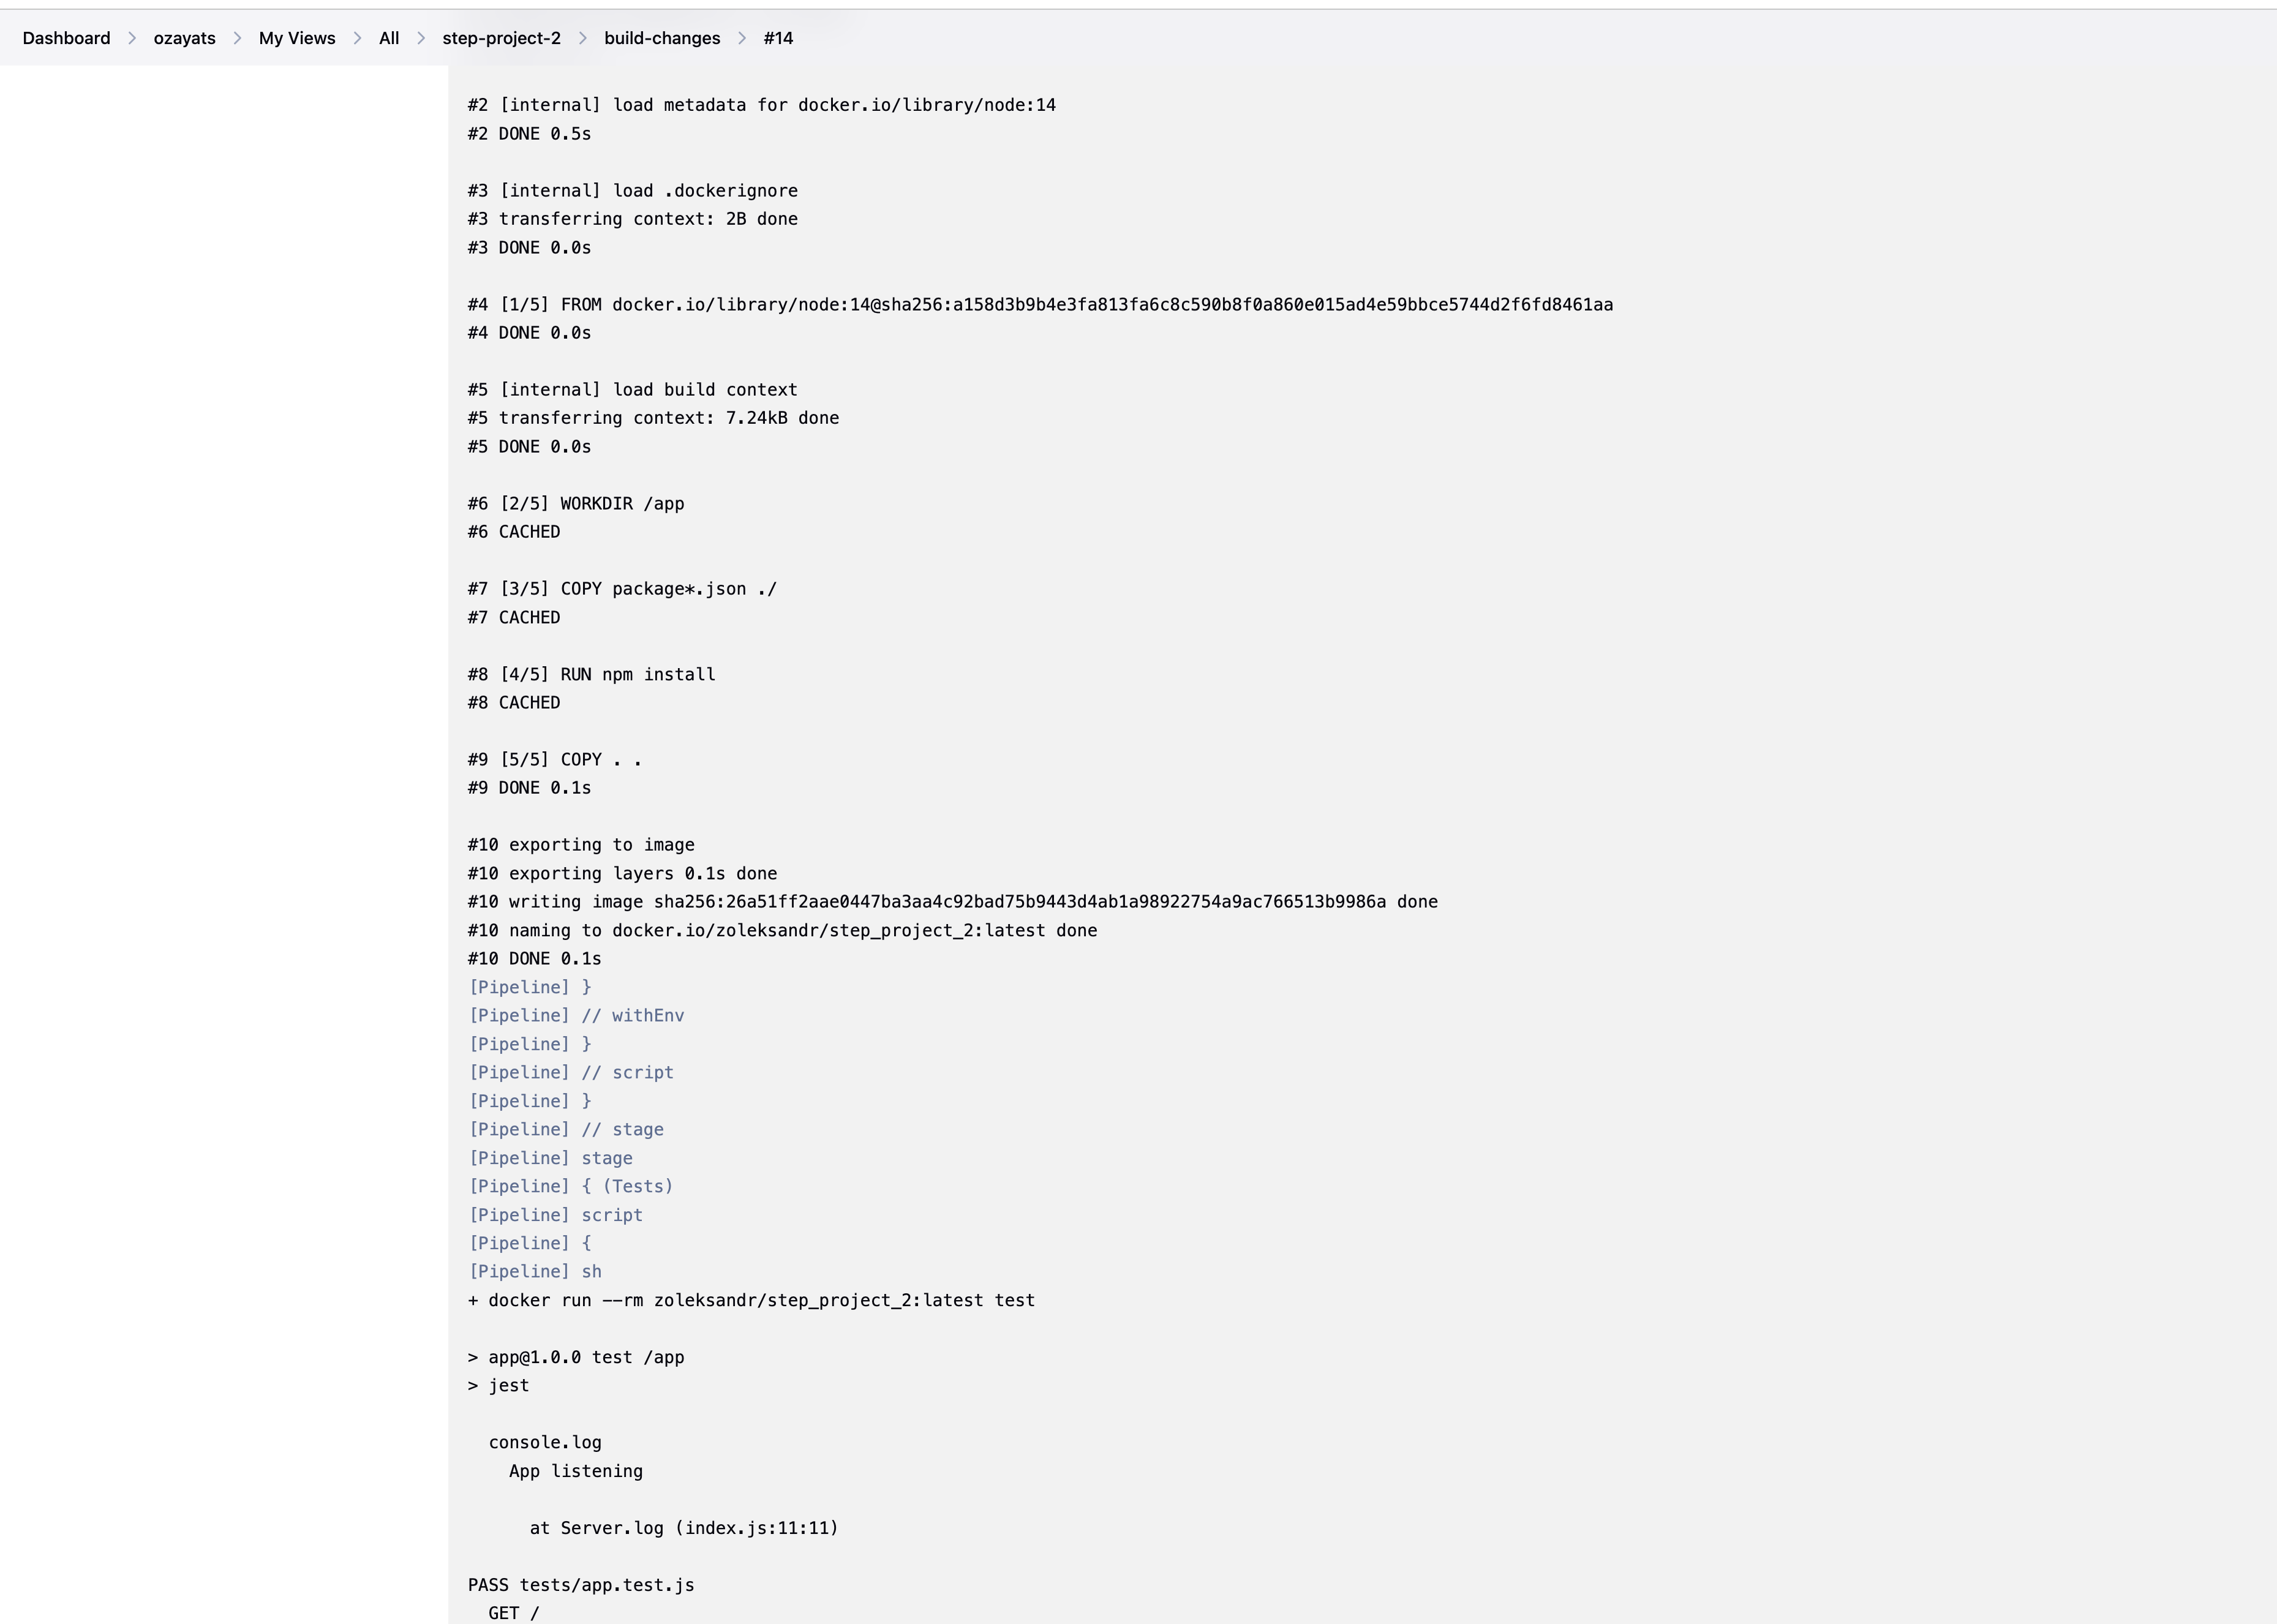 Dashboard > ozayats > My Views > All > step-project-2 > build-changes > #14
#2 [internal] load metadata for docker.io/library/node:14
#2 DONE 0.5s
#3 [internal] load .dockerignore
#3 transferring context: 2B done
#3 DONE 0.0s
#4 [1/5] FROM docker.io/library/node:14@sha256:a158d3b9b4e3fa813fa6c8c590b8f0a860e015ad4e59bbce5744d2f6fd8461aa
#4 DONE 0.0s
#5 [internal] load build context
#5 transferring context: 7.24kB done
#5 DONE 0.0s
#6 [2/5] WORKDIR /app
#6 CACHED
#7 [3/5] COPY package*.json ./
#7 CACHED
#8 [4/5] RUN npm install
#8 CACHED
#9 [5/5] COPY . .
#9 DONE 0.1s
#10 exporting to image
#10 exporting layers 0.1s done
#10 writing image sha256:26a51ff2aae0447ba3aa4c92bad75b9443d4ab1a98922754a9ac766513b9986a done
#10 naming to docker.io/zoleksandr/step_project_2:latest done
#10 DONE 0.1s
[Pipeline] }
[Pipeline] // withEnv
[Pipeline] }
[Pipeline] // script
[Pipeline] }
[Pipeline] // stage
[Pipeline] stage
[Pipeline] { (Tests)
[Pipeline] script
[Pipeline] {
[Pipeline] sh
+ docker run --rm zoleksandr/step_project_2:latest test
> app@1.0.0 test /app
> jest
console.log
App listening
at Server.log (index.js:11:11)
PASS tests/app.test.js
GET /